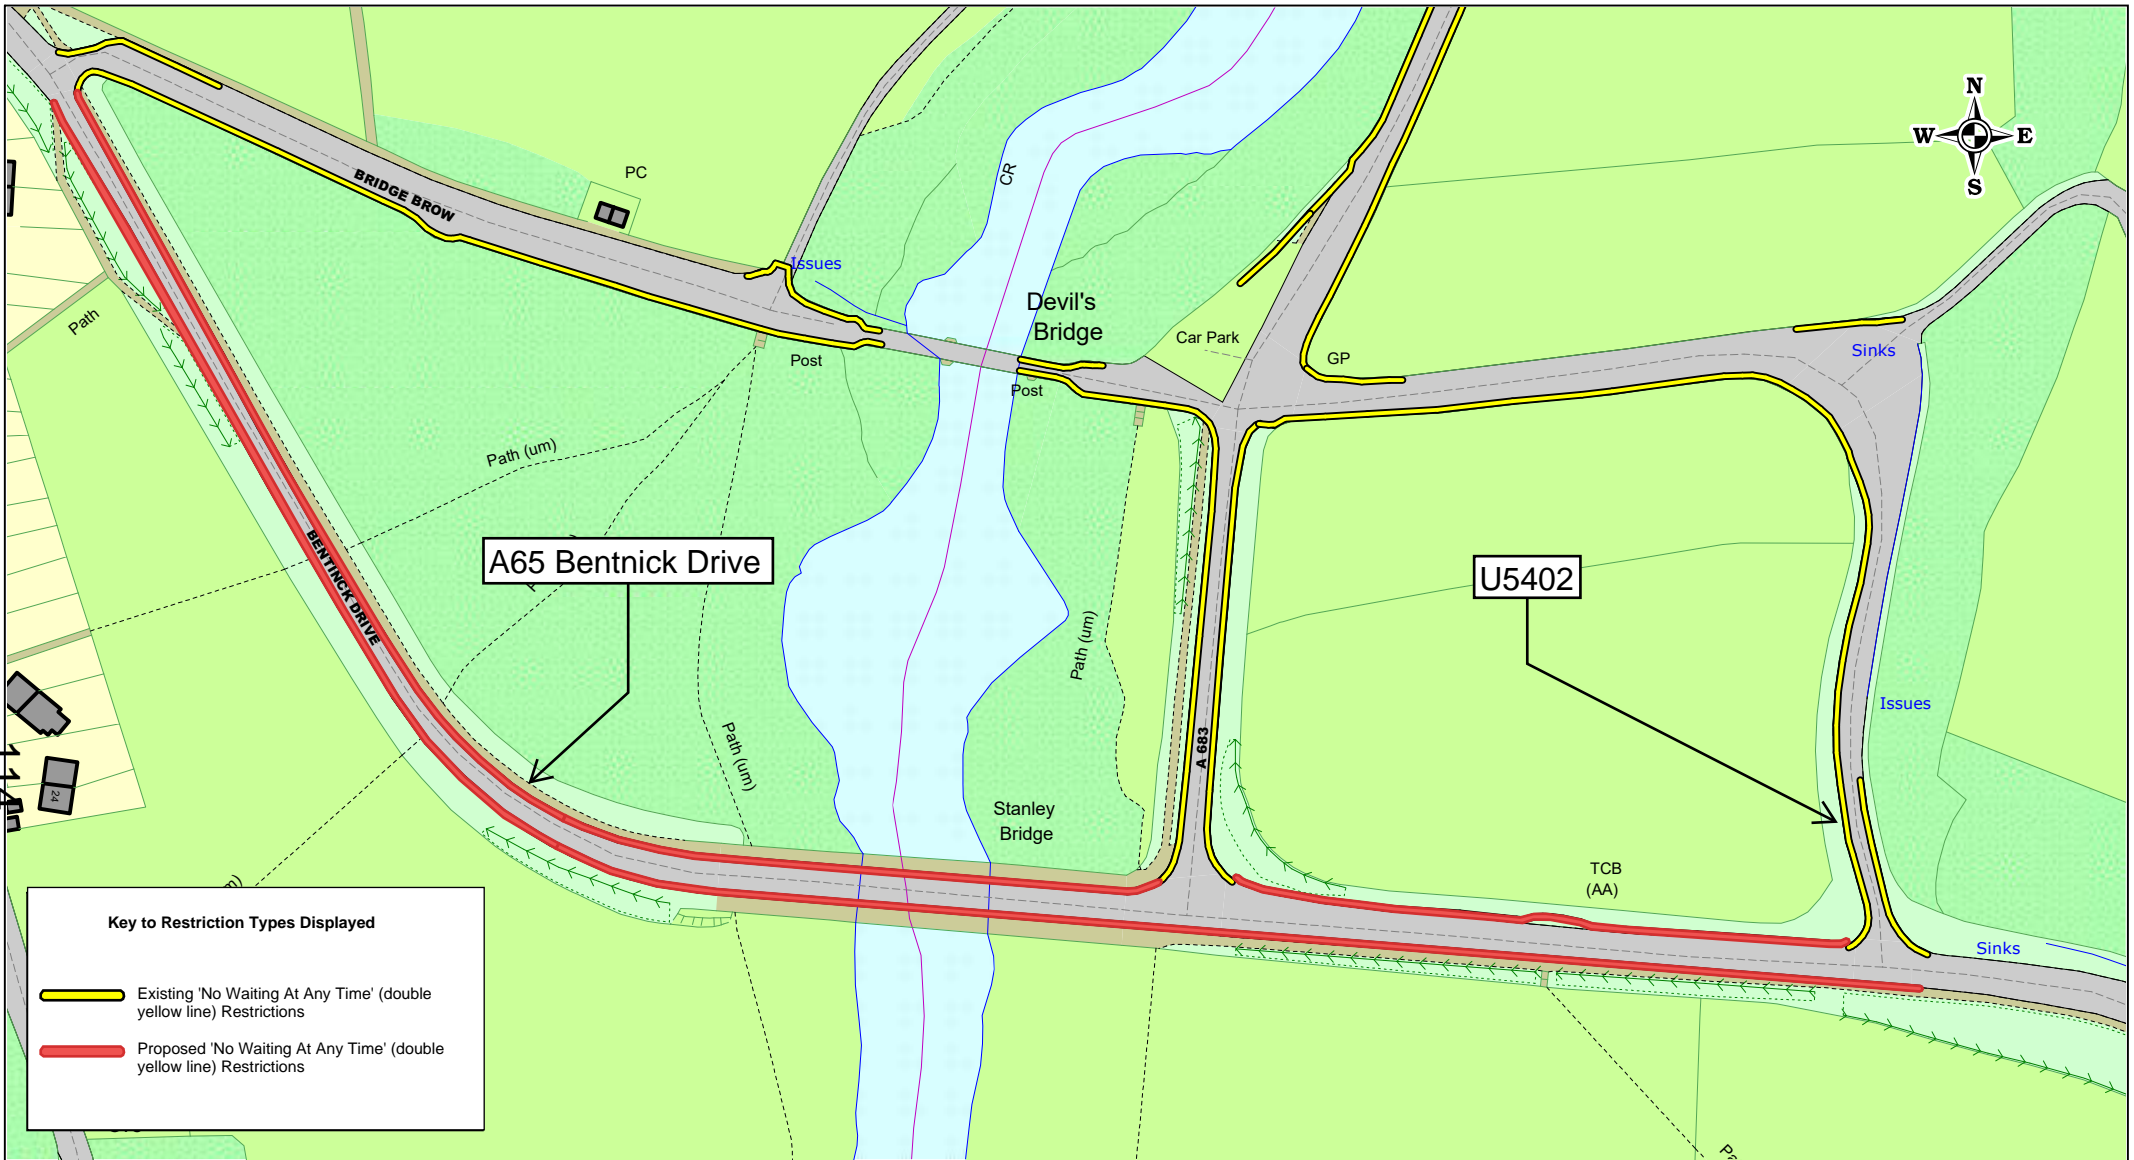 N
W
E
S
PC
BRIDGE BROW
CR
Issues
Devil's
Bridge
Car Park
GP
Sinks
Path
Post
Post
Path (um)
A65 Bentnick Drive
BENTINCK DRIVE
U5402
Path (um)
Issues
Path (um)
A 683
24
Stanley
Bridge
TCB
(AA)
Sinks
Key to Restriction Types Displayed
Existing 'No Waiting At Any Time' (double
yellow line) Restrictions
Proposed 'No Waiting At Any Time' (double
yellow line) Restrictions